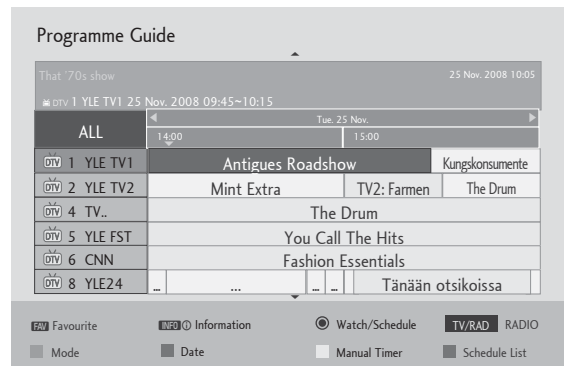 Programme Guide
That '70s show 25 Nov. 2008 10:05
DTV 1 YLE TV1 25 Nov. 2008 09:45~10:15
ALL Tue. 25 Nov.
14:00 15:00
DTV 1 YLE TV1 Antigues Roadshow Kungskonsumente
DTV 2 YLE TV2 Mint Extra TV2: Farmen The Drum
DTV 4 TV.. The Drum
DTV 5 YLE FST You Call The Hits
DTV 6 CNN Fashion Essentials
DTV 8 YLE24 ... ... ... ... Tänään otsikoissa
FAV Favourite INFO i Information Watch/Schedule TV/RAD RADIO
Mode Date Manual Timer Schedule List